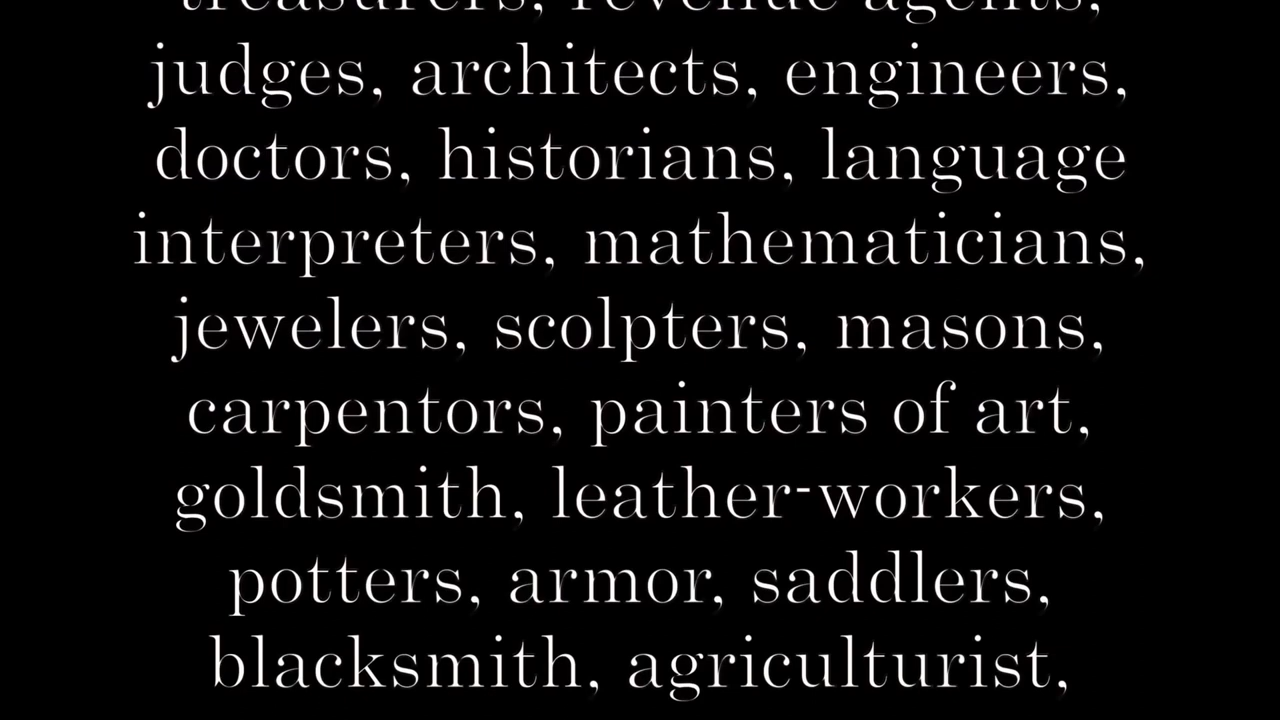 treasurers, revenue agents,
judges, architects, engineers,
doctors, historians, language
interpreters, mathematicians,
jewelers, scolpters, masons,
carpentors, painters of art,
goldsmith, leather-workers,
potters, armor, saddlers,
blacksmith, agriculturist,